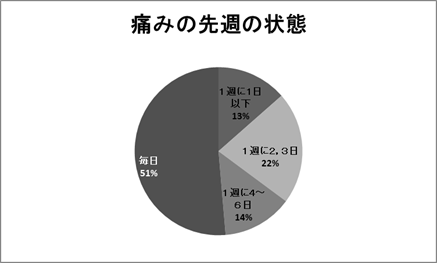 痛みの先週の状態
１週に1日
以下
13%
１週に２，３日
22%
１週に4～
６日
14%
毎日
51%